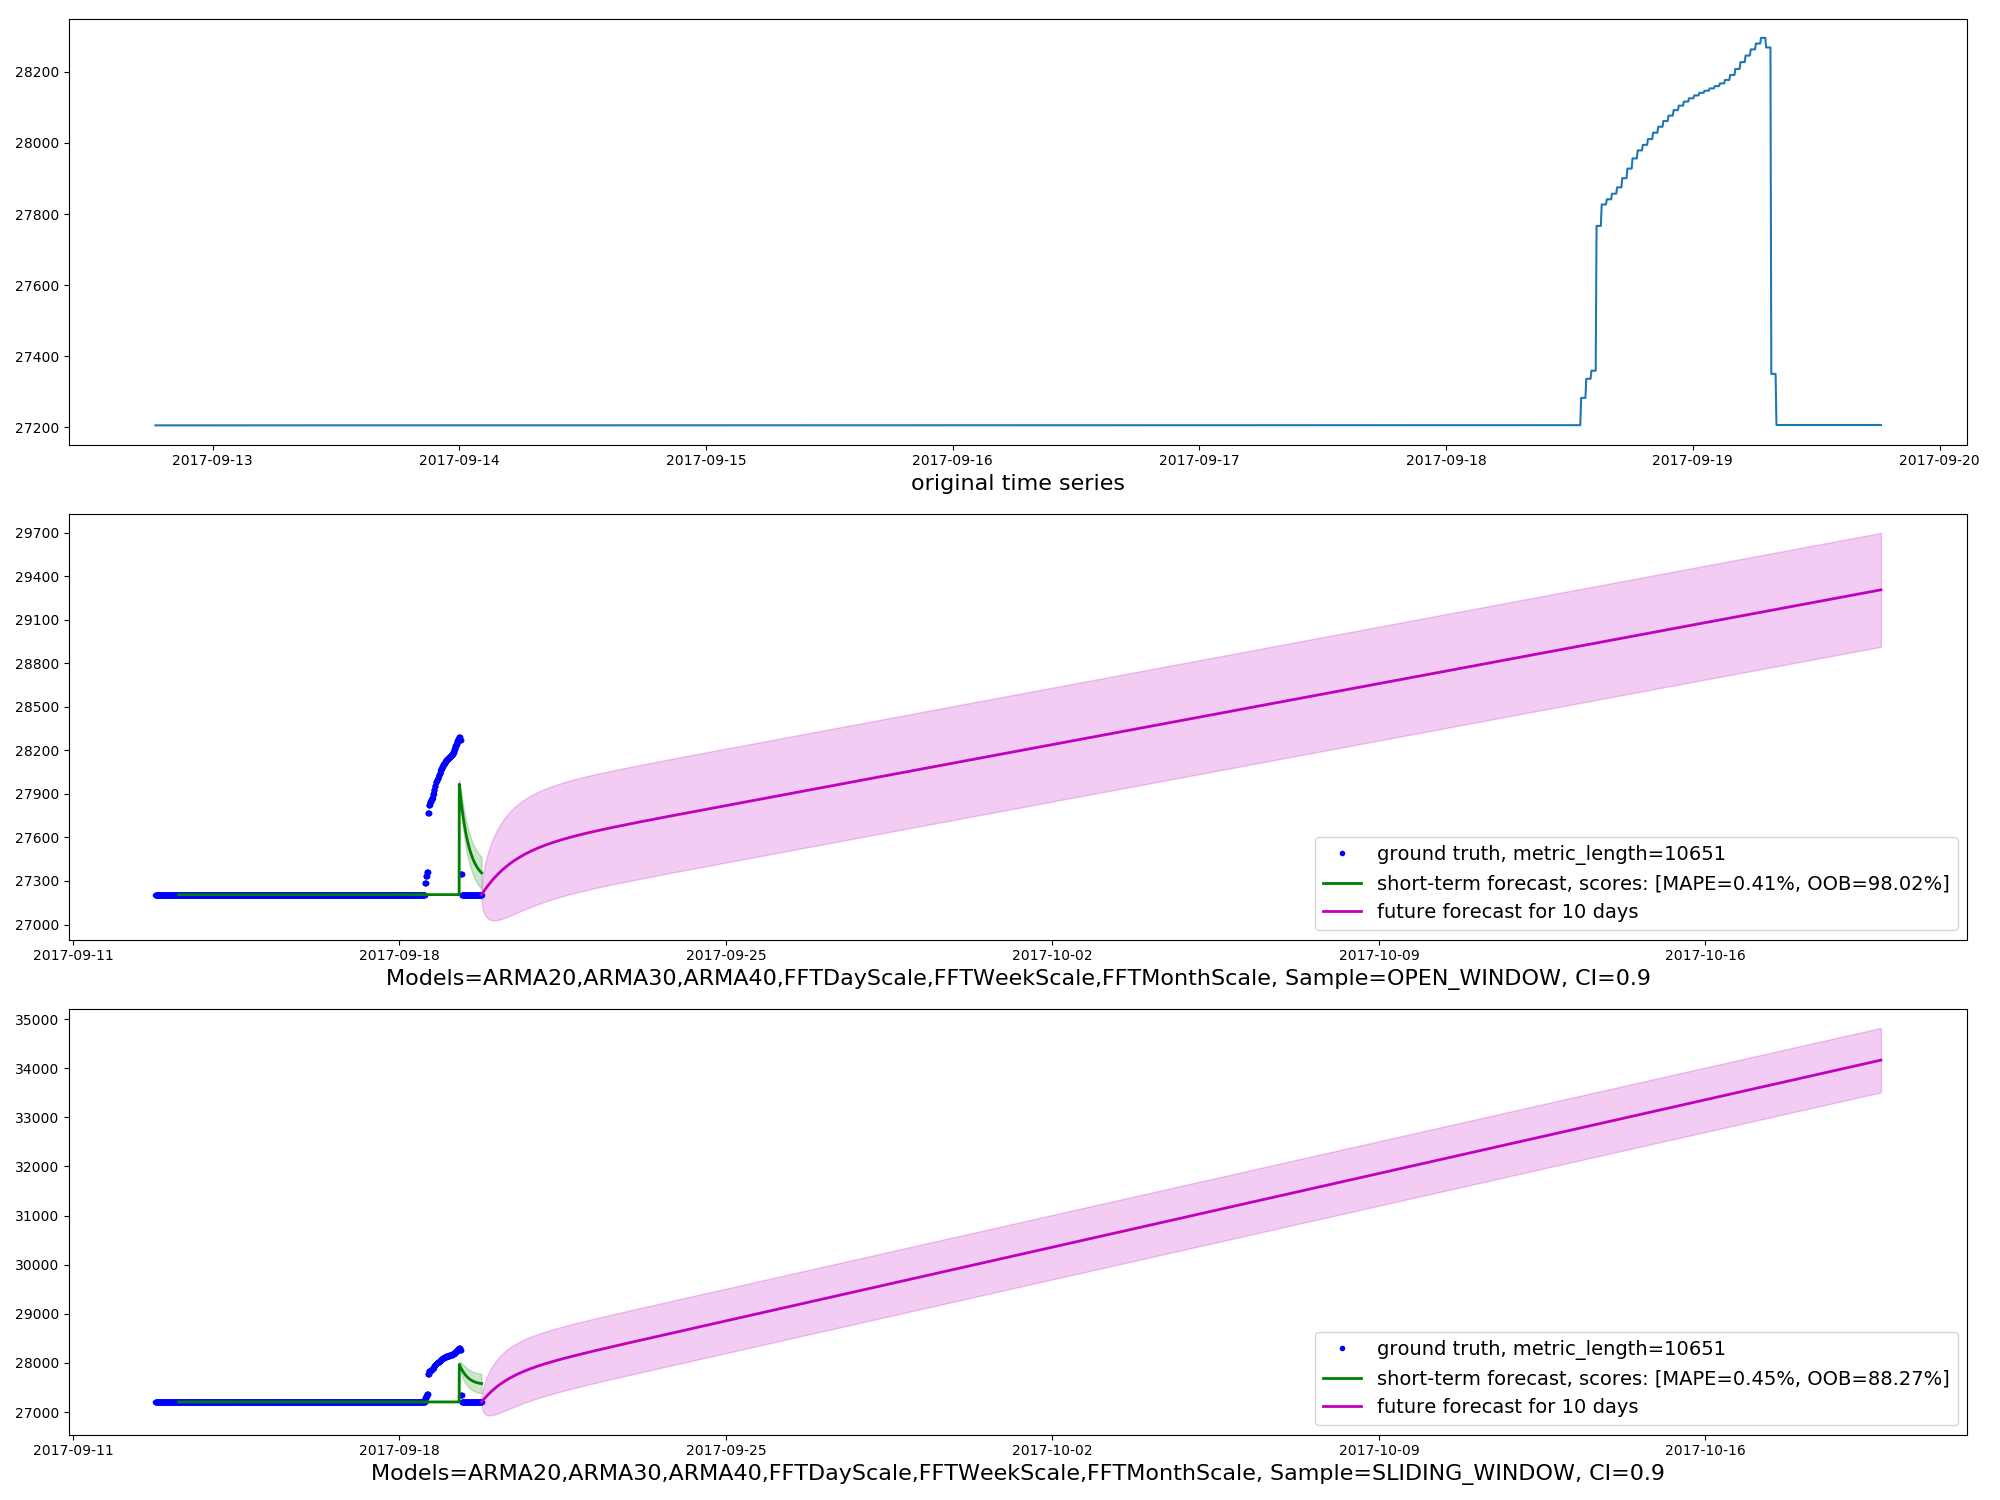 28200
28000
27800
27600
27400
27200
2017-09-13 2017-09-14 2017-09-15 2017-09-16 2017-09-17 2017-09-18 2017-09-19 2017-09-20
original time series
29700
29400
29100
28800
28500
28200
27900
27600
27300
27000
ground truth, metric_length=10651
short-term forecast, scores: [MAPE=0.41%, OOB=98.02%]
future forecast for 10 days
2017-09-11 2017-09-18 2017-09-25 2017-10-02 2017-10-09 2017-10-16
Models=ARMA20,ARMA30,ARMA40,FFTDayScale,FFTWeekScale,FFTMonthScale, Sample=OPEN_WINDOW, CI=0.9
35000
34000
33000
32000
31000
30000
29000
28000
27000
ground truth, metric_length=10651
short-term forecast, scores: [MAPE=0.45%, OOB=88.27%]
future forecast for 10 days
2017-09-11 2017-09-18 2017-09-25 2017-10-02 2017-10-09 2017-10-16
Models=ARMA20,ARMA30,ARMA40,FFTDayScale,FFTWeekScale,FFTMonthScale, Sample=SLIDING_WINDOW, CI=0.9